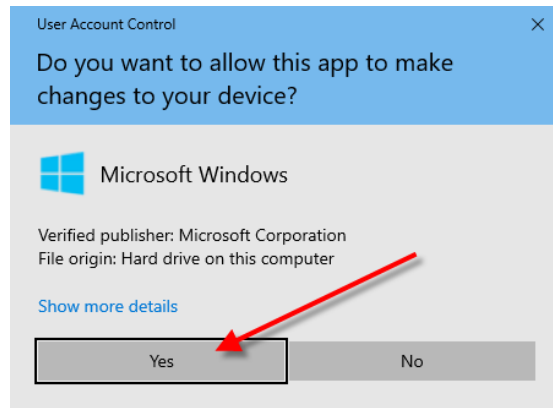 User Account Control
Do you want to allow this app to make
changes to your device?
Microsoft Windows
Verified publisher: Microsoft Corporation
File origin: Hard drive on this computer
Show more details
Yes
No